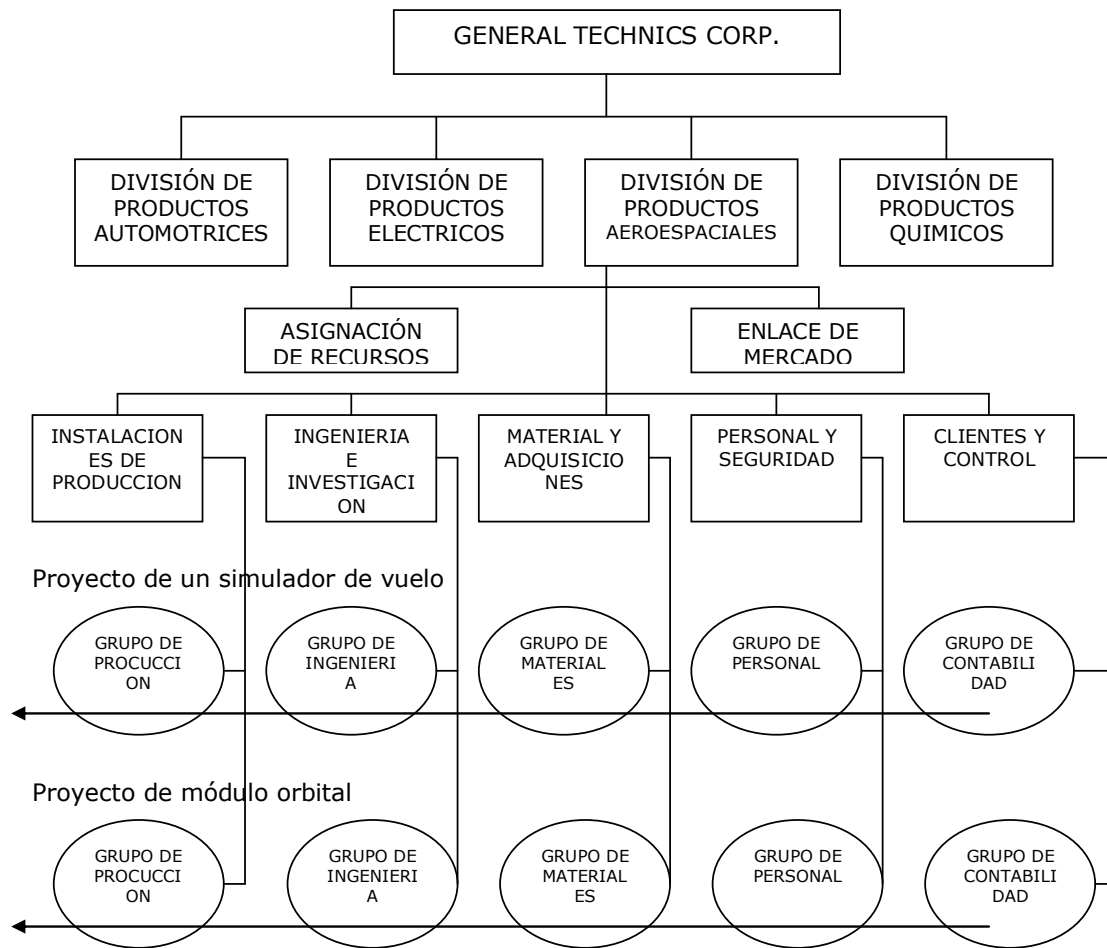 GENERAL TECHNICS CORP.
DIVISIÓN DE
PRODUCTOS
AUTOMOTRICES
DIVISIÓN DE
PRODUCTOS
ELECTRICOS
DIVISIÓN DE
PRODUCTOS
AEROESPACIALES
DIVISIÓN DE
PRODUCTOS
QUIMICOS
ASIGNACIÓN
DE RECURSOS
ENLACE DE
MERCADO
INSTALACION
ES DE
PRODUCCION
INGENIERIA
E
INVESTIGACI
ON
MATERIAL Y
ADQUISICIO
NES
PERSONAL Y
SEGURIDAD
CLIENTES Y
CONTROL
Proyecto de un simulador de vuelo
GRUPO DE
PROCUCCI
ON
GRUPO DE
INGENIERI
A
GRUPO DE
MATERIAL
ES
GRUPO DE
PERSONAL
GRUPO DE
CONTABILI
DAD
Proyecto de módulo orbital
GRUPO DE
PROCUCCI
ON
GRUPO DE
INGENIERI
A
GRUPO DE
MATERIAL
ES
GRUPO DE
PERSONAL
GRUPO DE
CONTABILI
DAD